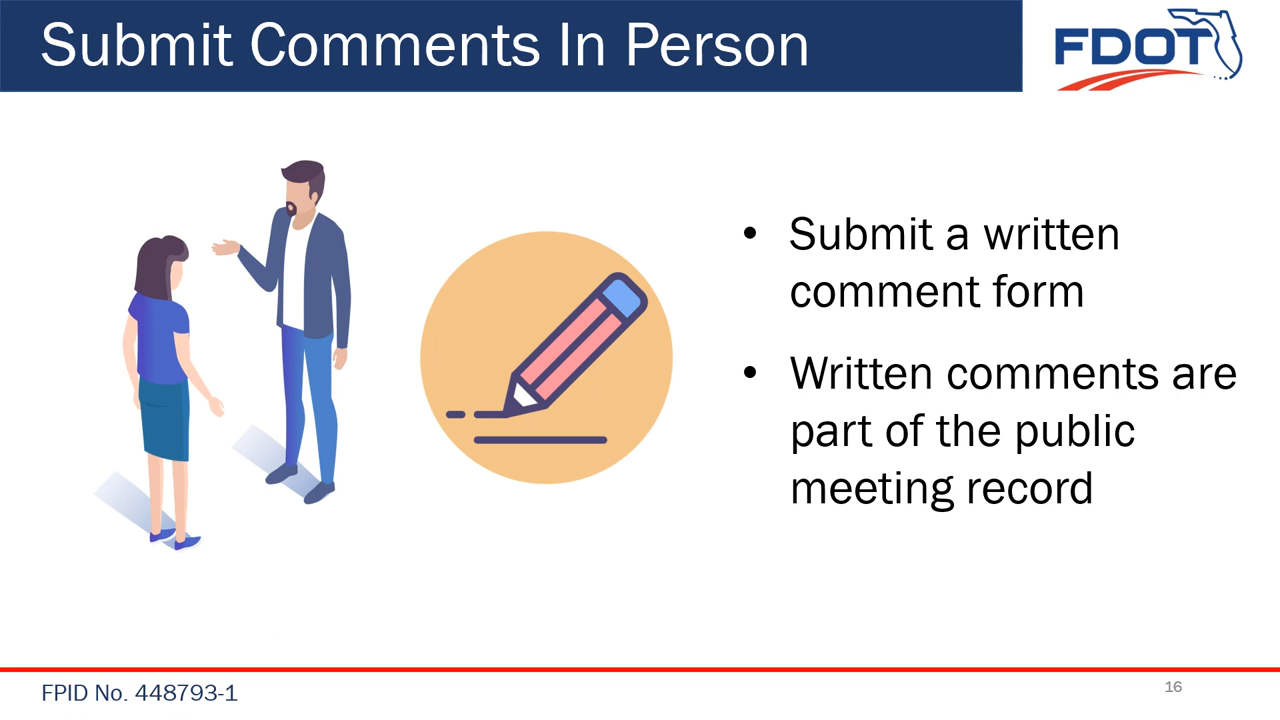 Submit Comments In Person
FDOT
• Submit a written
comment form
• Written comments are
part of the public
meeting record
FPID No. 448793-1
16